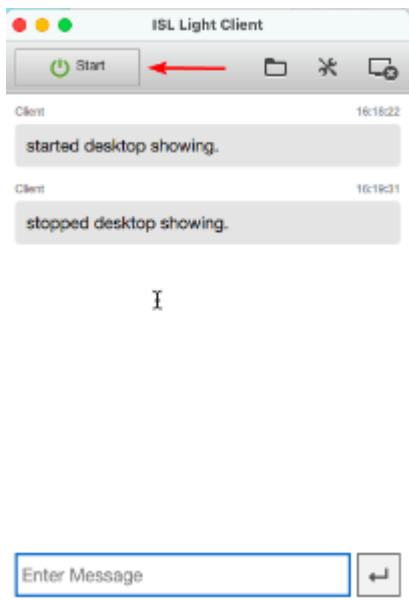 ISL Light Client
Start
Client 16:18:22
started desktop showing.
Client 16:19:31
stopped desktop showing.
Enter Message